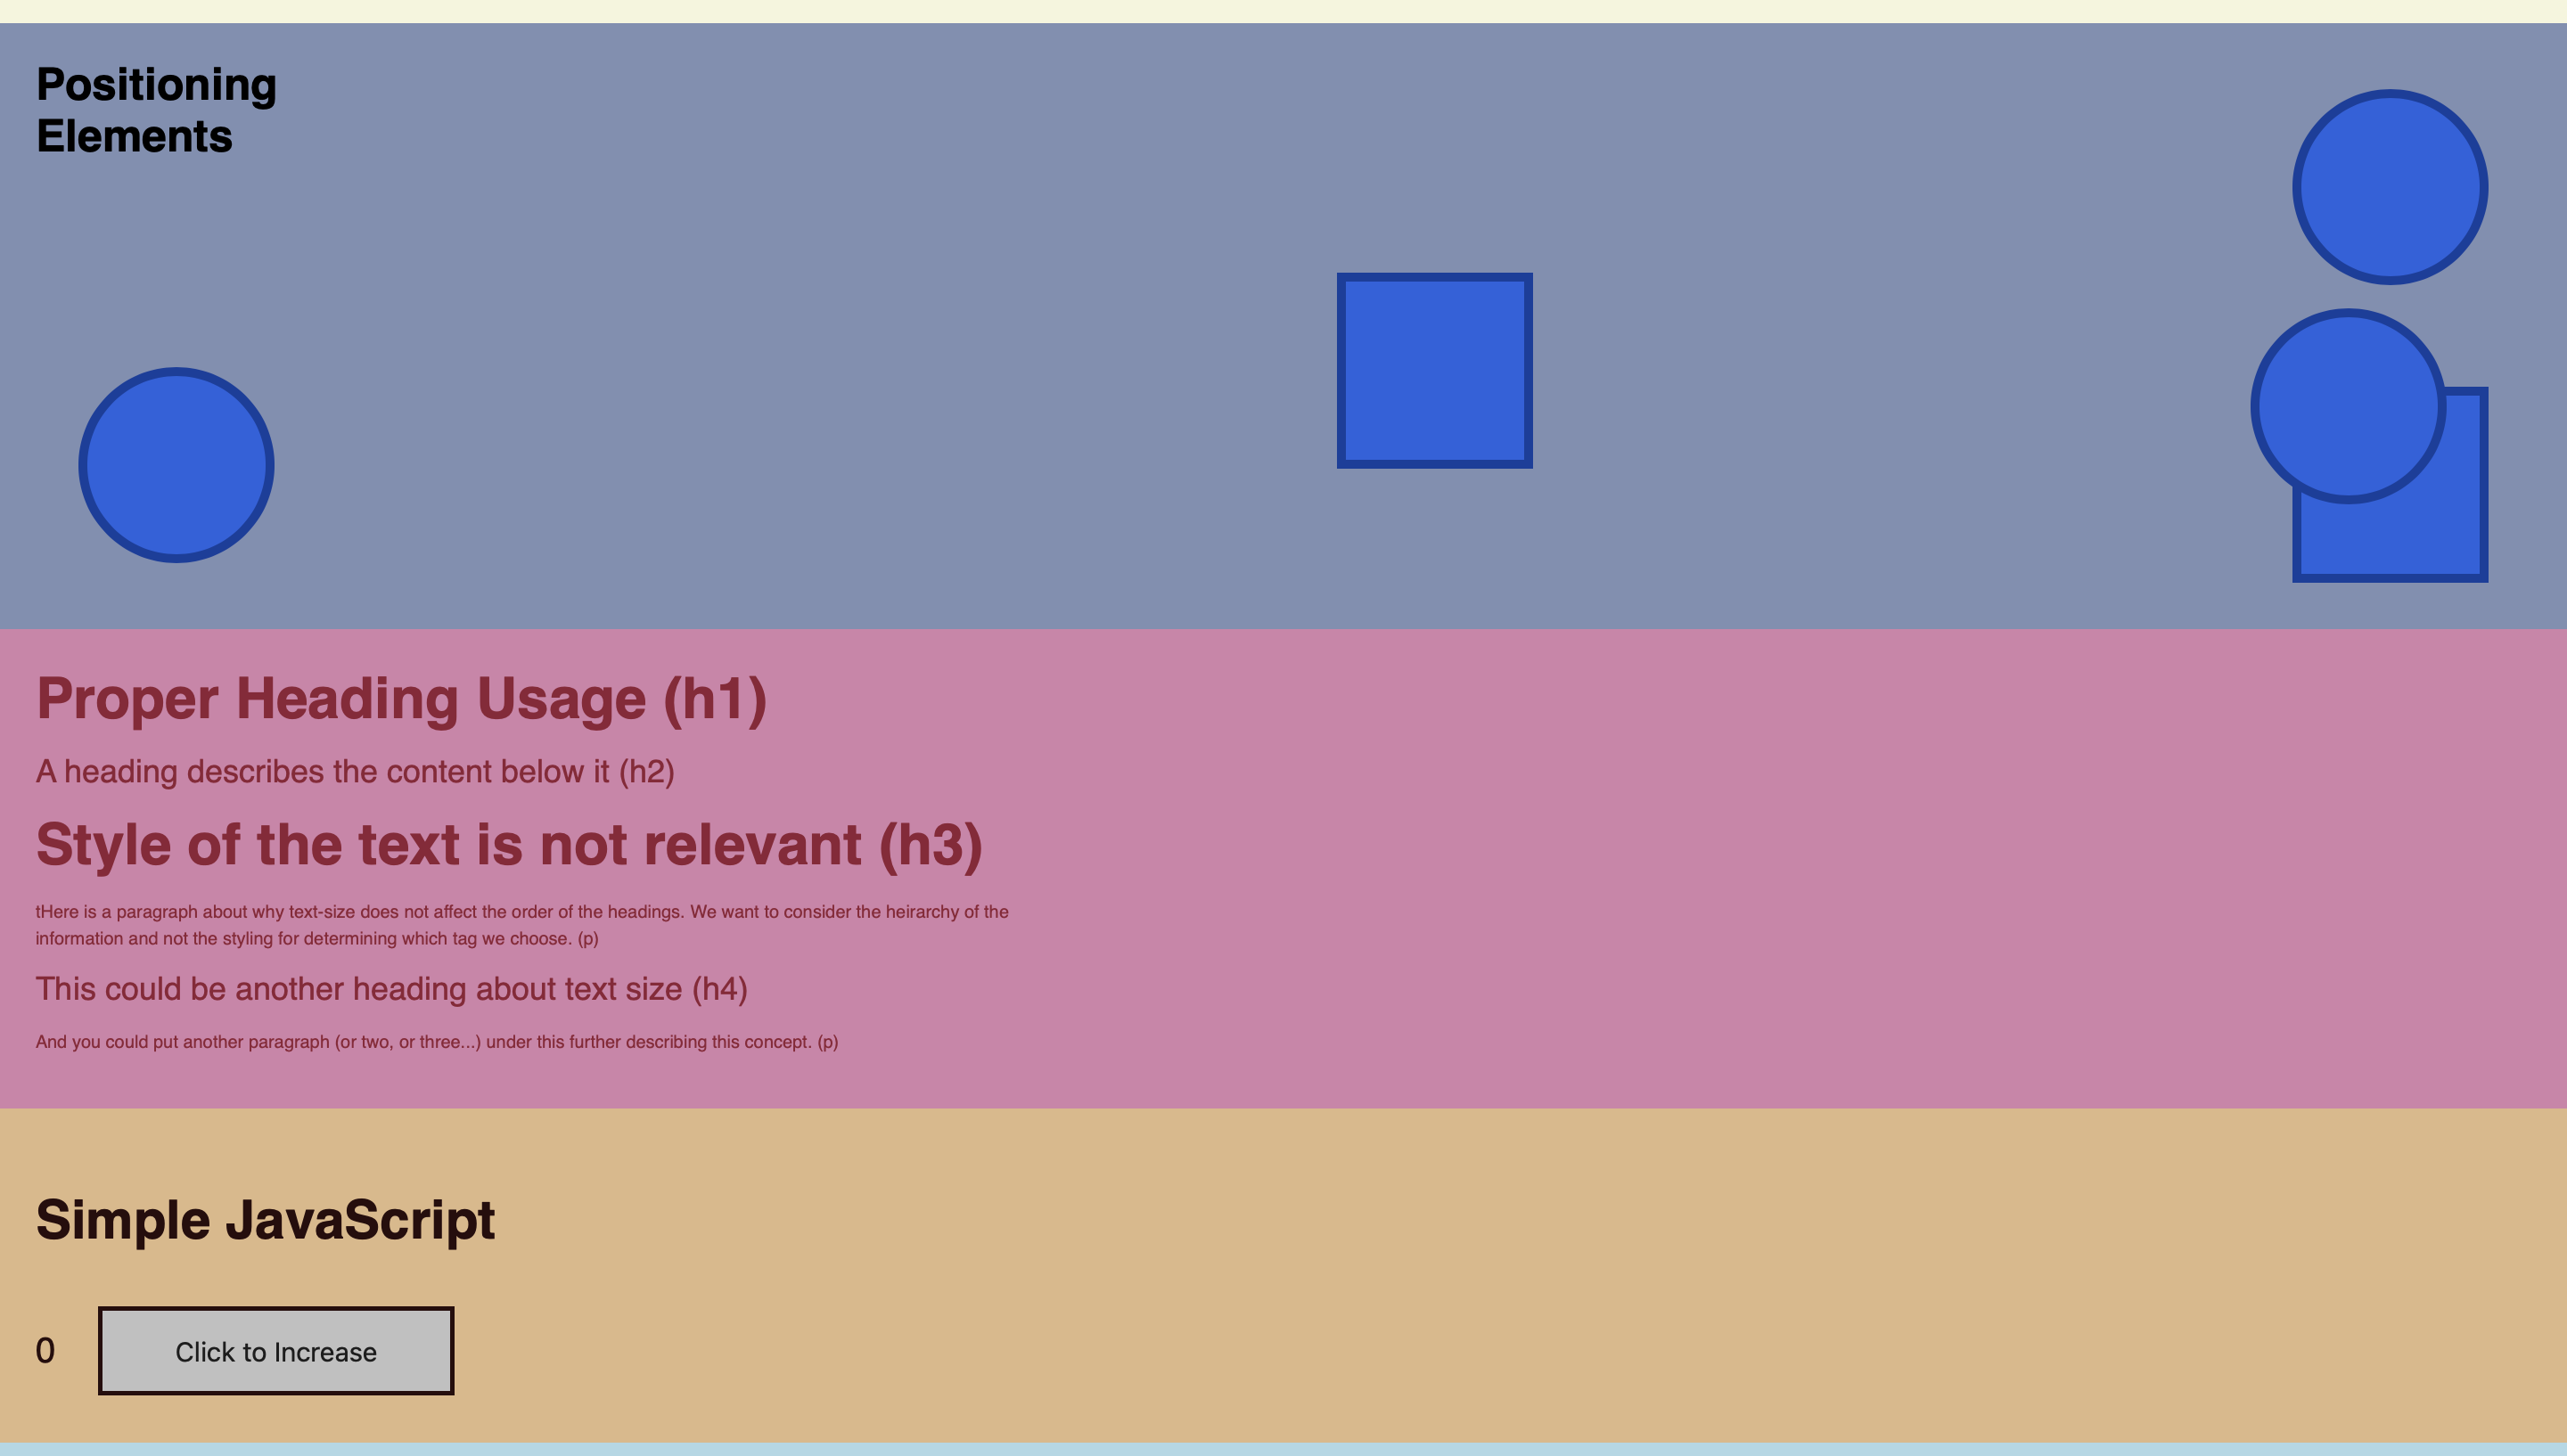 Positioning
Elements
Proper Heading Usage (h1)
A heading describes the content below it (h2)
Style of the text is not relevant (h3)
tHere is a paragraph about why text-size does not affect the order of the headings. We want to consider the heirarchy of the
information and not the styling for determining which tag we choose. (p)
This could be another heading about text size (h4)
And you could put another paragraph (or two, or three...) under this further describing this concept. (p)
Simple JavaScript
0 Click to Increase